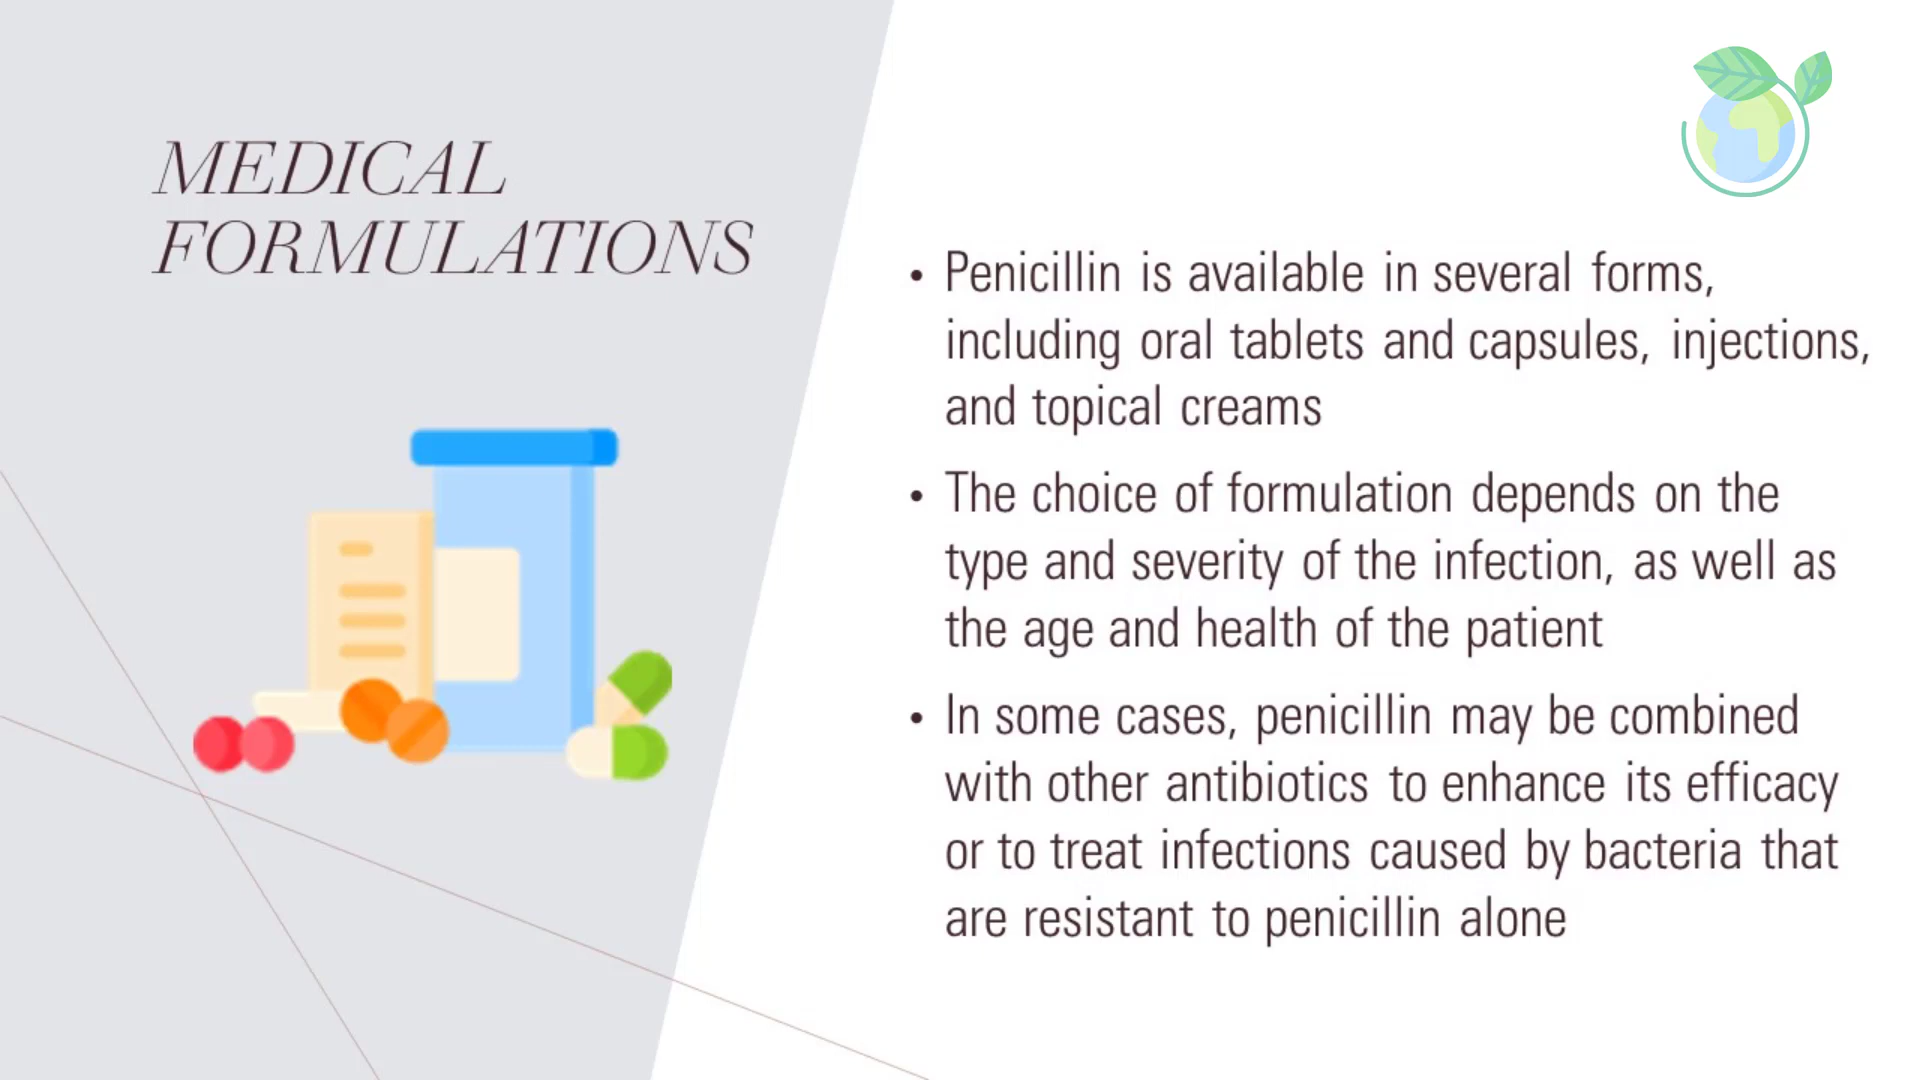 MEDICAL
FORMULATIONS
• Penicillin is available in several forms,
including oral tablets and capsules, injections,
and topical creams
• The choice of formulation depends on the
type and severity of the infection, as well as
the age and health of the patient
• In some cases, penicillin may be combined
with other antibiotics to enhance its efficacy
or to treat infections caused by bacteria that
are resistant to penicillin alone